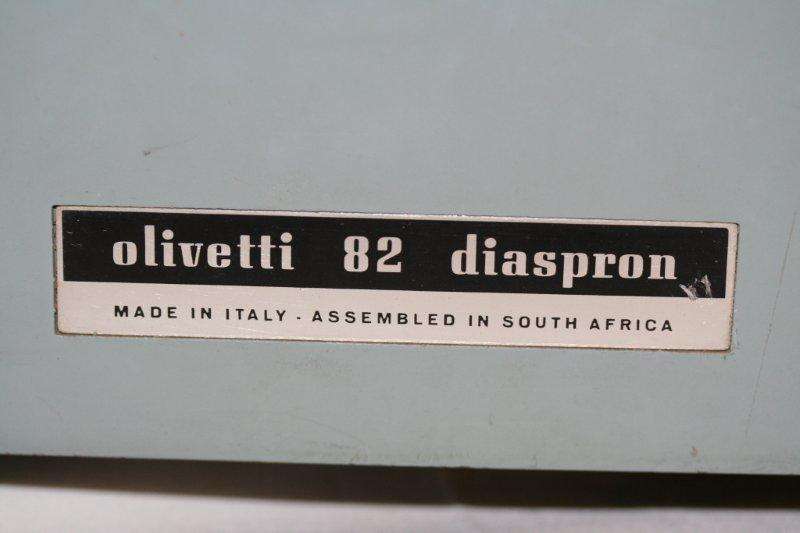 olivetti 82 diaspron
MADE IN ITALY - ASSEMBLED IN SOUTH AFRICA